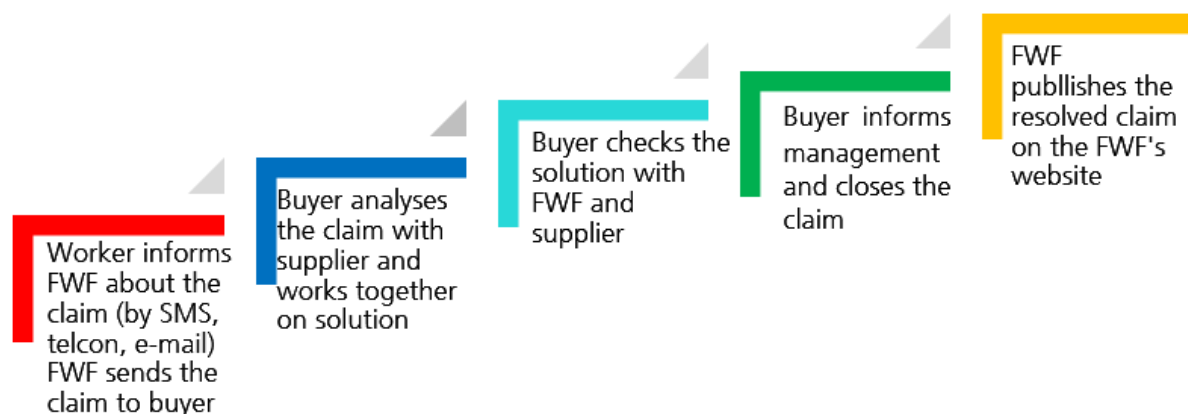 Worker informs
FWF about the
claim (by SMS,
telcon, e-mail)
FWF sends the
claim to buyer
Buyer analyses
the claim with
supplier and
works together
on solution
Buyer checks the
solution with
FWF and
supplier
Buyer informs
management
and closes the
claim
FWF
publlishes the
resolved claim
on the FWF's
website